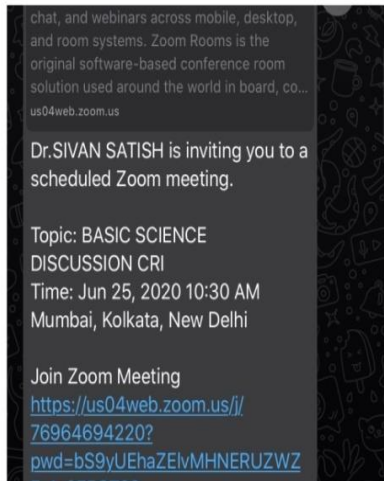 chat, and webinars across mobile, desktop,
and room systems. Zoom Rooms is the
original software-based conference room
solution used around the world in board, co...
us04web.zoom.us
Dr.SIVAN SATISH is inviting you to a
scheduled Zoom meeting.
Topic: BASIC SCIENCE
DISCUSSION CRI
Time: Jun 25, 2020 10:30 AM
Mumbai, Kolkata, New Delhi
Join Zoom Meeting
https://us04web.zoom.us/j/
76964694220?
pwd=bS9yUEhaZElvMHNERUZWZ